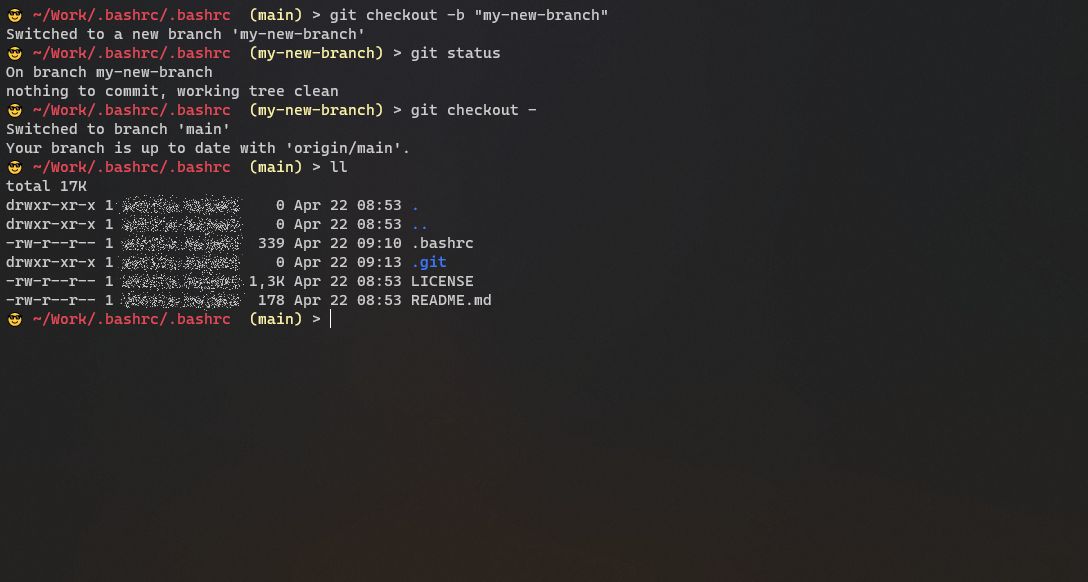 😎 ~/Work/.bashrc/.bashrc  (main) > git checkout -b "my-new-branch"
Switched to a new branch 'my-new-branch'
😎 ~/Work/.bashrc/.bashrc  (my-new-branch) > git status
On branch my-new-branch
nothing to commit, working tree clean
😎 ~/Work/.bashrc/.bashrc  (my-new-branch) > git checkout -
Switched to branch 'main'
Your branch is up to date with 'origin/main'.
😎 ~/Work/.bashrc/.bashrc  (main) > ll
total 17K
drwxr-xr-x 1    0 Apr 22 08:53 .
drwxr-xr-x 1    0 Apr 22 08:53 ..
-rw-r--r-- 1  339 Apr 22 09:10 .bashrc
drwxr-xr-x 1    0 Apr 22 09:13 .git
-rw-r--r-- 1 1,3K Apr 22 08:53 LICENSE
-rw-r--r-- 1  178 Apr 22 08:53 README.md
😎 ~/Work/.bashrc/.bashrc  (main) >